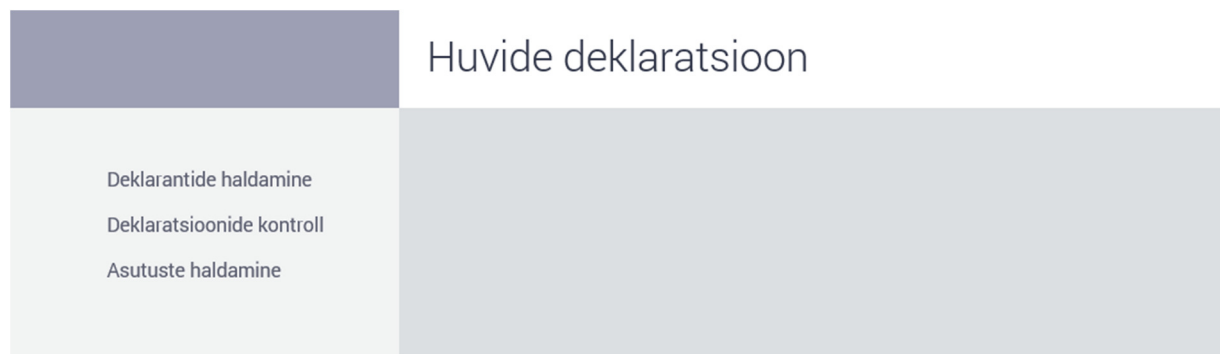 Huvide deklaratsioon
Deklarantide haldamine
Deklaratsioonide kontroll
Asutuste haldamine